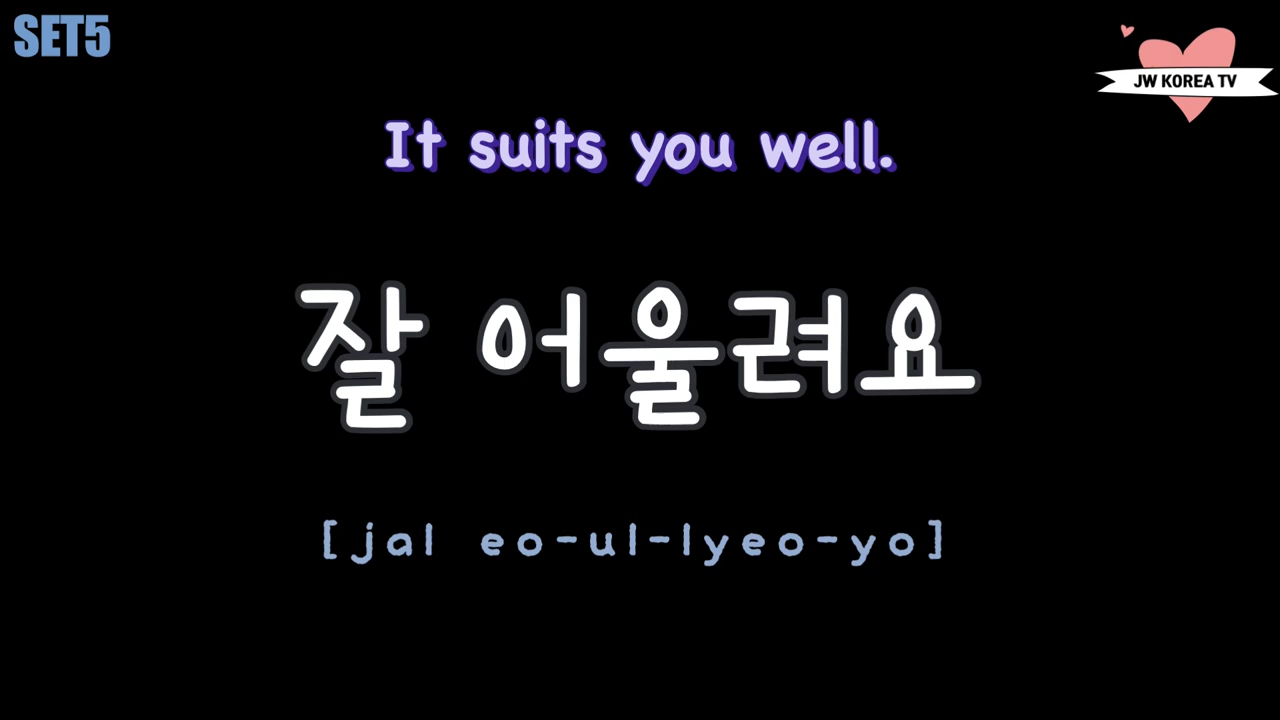 SET5
JW KOREA TV
It suits you well.
잘 어울려요
[jal eo-ul-lyeo-yo]